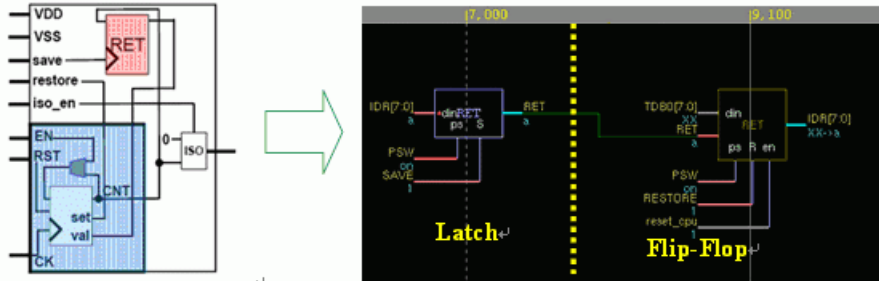 VDD
VSS
save
restore
iso_en
RET
EN
RST
0
ISO
CNT
set
val
CK
7,000
9,100
IDR[7:0]
a
din
RET
ps S
RET
a
PSW
on
SAVE
1
Latch
TDB0[7:0]
XX
RET
a
din
RET
ps R en
IDR[7:0]
XX->a
PSW
on
RESTORE
1
reset_cpu
1
Flip-Flop